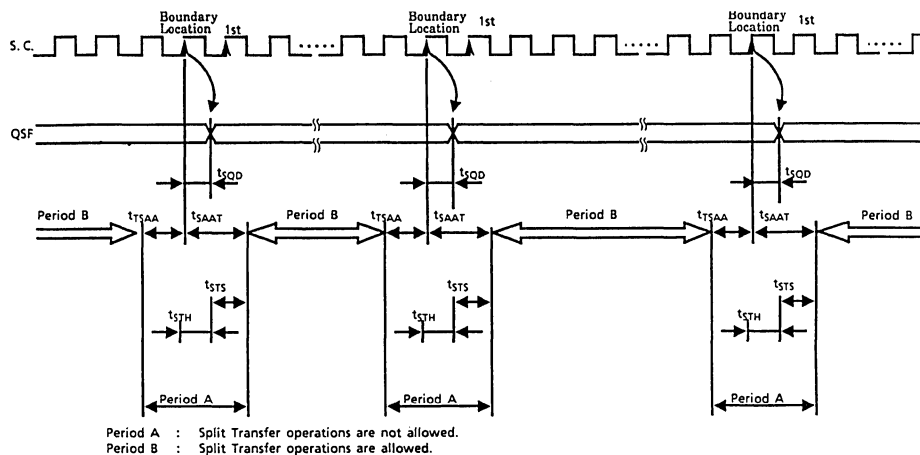 Boundary Location 1st Boundary Location 1st Boundary Location 1st
S.C.
QSF
tSQD tSQD tSQD
Period B tTSAA tSAAT Period B tTSAA tSAAT Period B tTSAA tSAAT Period B
tSTS tSTS tSTS
tSTH tSTH tSTH
Period A Period A Period A
Period A : Split Transfer operations are not allowed.
Period B : Split Transfer operations are allowed.